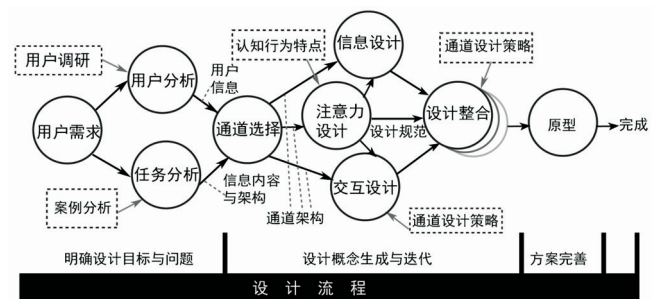 用户调研
用户需求
用户分析
任务分析
案例分析
用户
信息
信息内容
与架构
通道选择
认知行为特点
信息设计
注意力
设计
交互设计
通道架构
设计规范
通道设计策略
设计整合
通道设计策略
原型
完成
明确设计目标与问题
设计概念生成与迭代
方案完善
设计流程